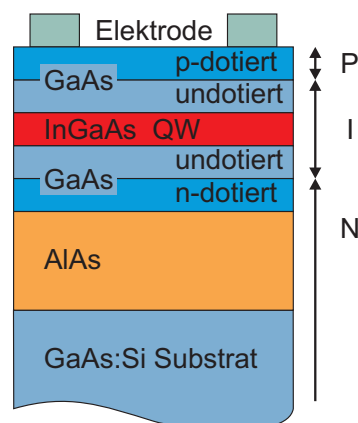 Elektrode
p-dotiert
P
GaAs
undotiert
InGaAs QW
I
undotiert
GaAs
n-dotiert
N
AlAs
GaAs:Si Substrat